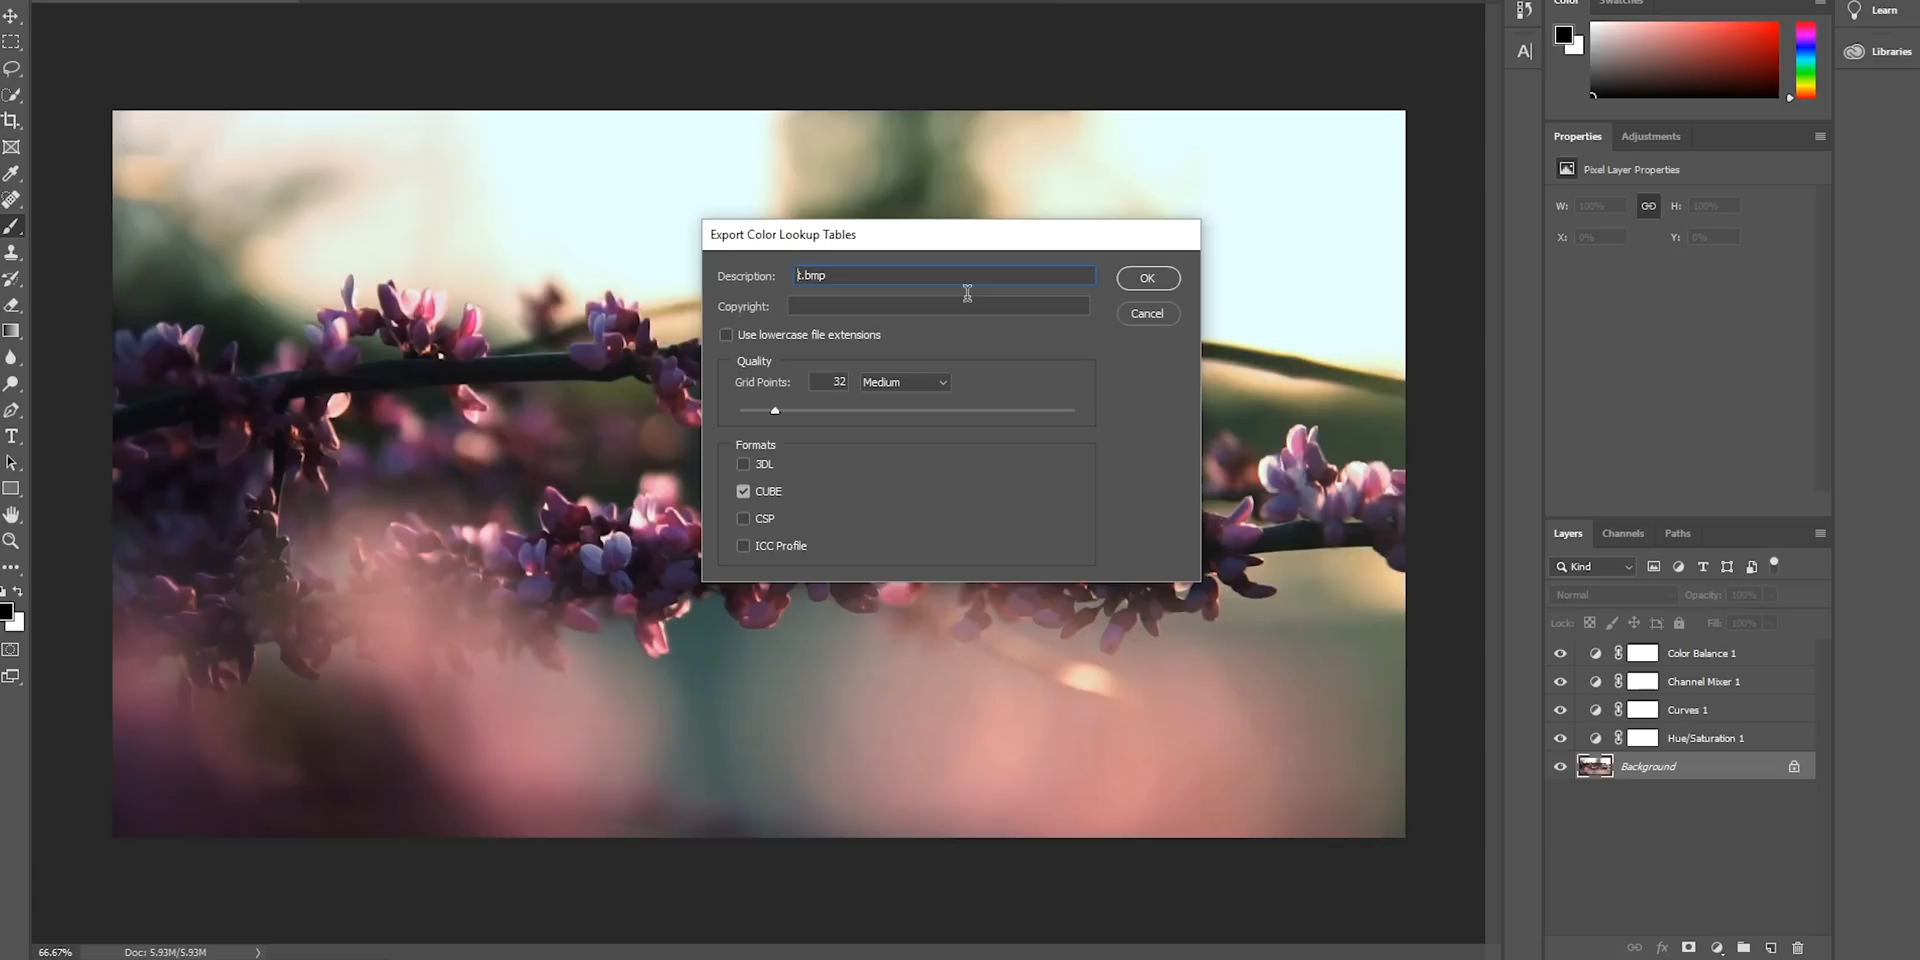 Color
Swatches
Learn
Libraries
A|
Properties
Adjustments
Pixel Layer Properties
W: 100%
H: 100%
X: 0%
Y: 0%
Export Color Lookup Tables
Description: t.bmp
OK
Copyright:
Cancel
Use lowercase file extensions
Quality
Grid Points: 32 Medium
Formats
3DL
CUBE
CSP
ICC Profile
Layers
Channels
Paths
Kind
Normal
Opacity: 100%
Lock:
Fill: 100%
Color Balance 1
Channel Mixer 1
Curves 1
Hue/Saturation 1
Background
fx
66.67%
Doc: 5.93M/5.93M